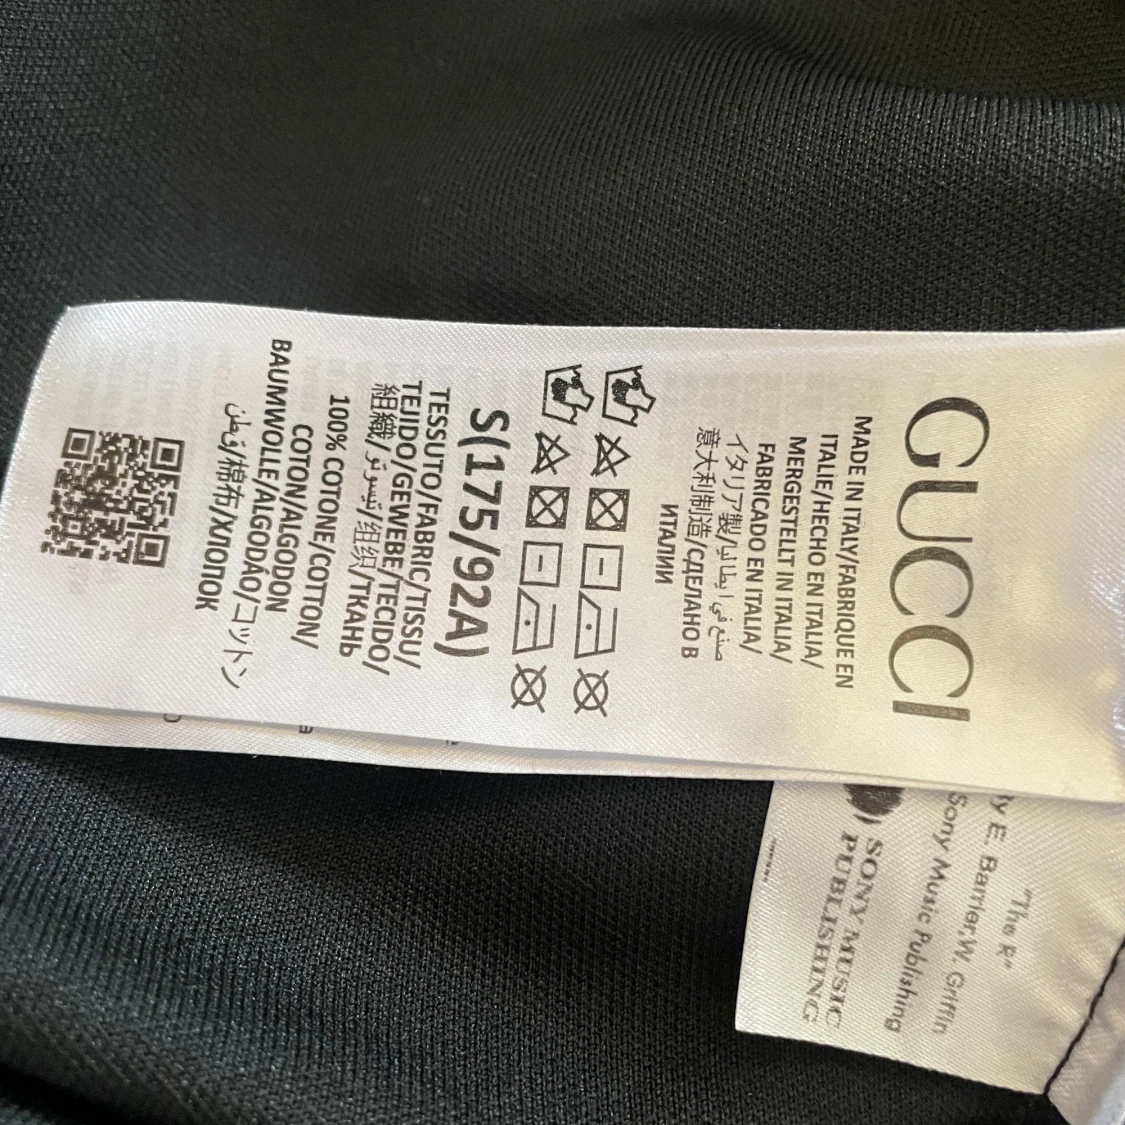 GUCCI
MADE IN ITALY/FABRIQUE EN
ITALIE/HECHO EN ITALIA/
MERGESTELLT IN ITALIA/
FABRICADO EN ITALIA/
イタリア製/صنع في ايطاليا/
意大利制造/СДЕЛАНО В
ИТАЛИИ
S(175/92A)
TESSUTO/FABRIC/TISSU/
TEJIDO/GEWEBE/TECIDO/
組織/تيسوتو/组织/ТКАНЬ
100% COTONE/COTTON/
COTON/ALGODON
BAUMWOLLE/ALGODÃO/コットン
قطن/棉布/ХЛОПОК
"The R"
E. Barrier,W. Griffin
Sony Music Publishing
SONY MUSIC
PUBLISHING